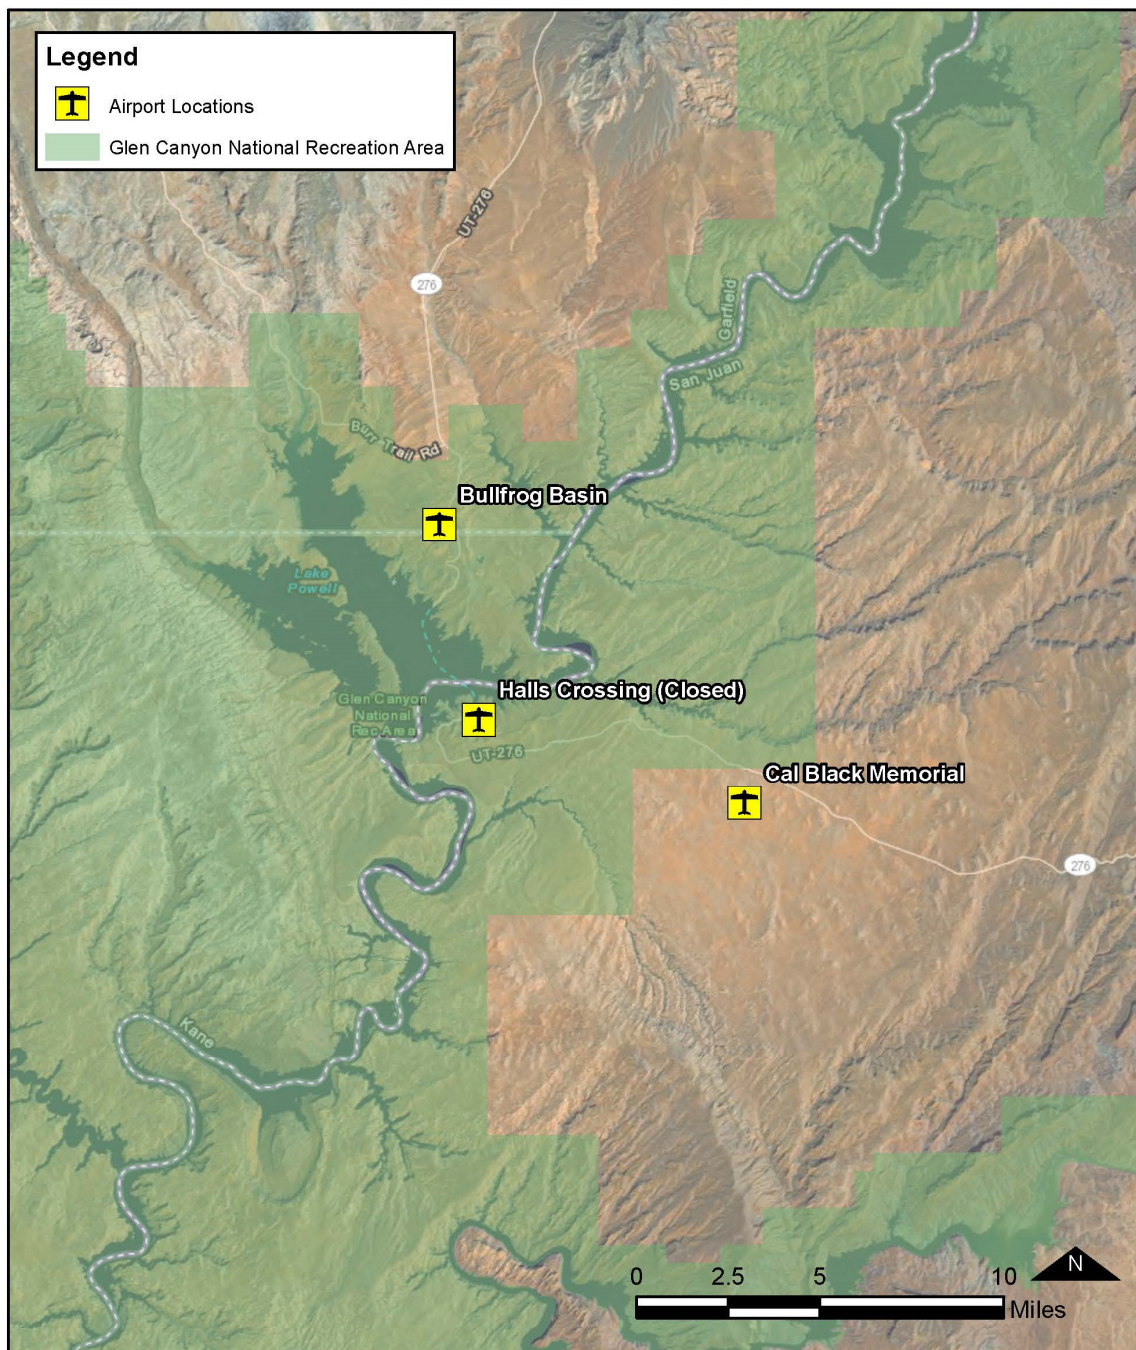 Legend
Airport Locations
Glen Canyon National Recreation Area
UT-276
276
Garfield
San Juan
Burr Trail Rd
Bullfrog Basin
Lake
Powell
Halls Crossing (Closed)
Glen Canyon
National
Rec Area
UT-276
Cal Black Memorial
276
Kane
N
0 2.5 5 10
Miles